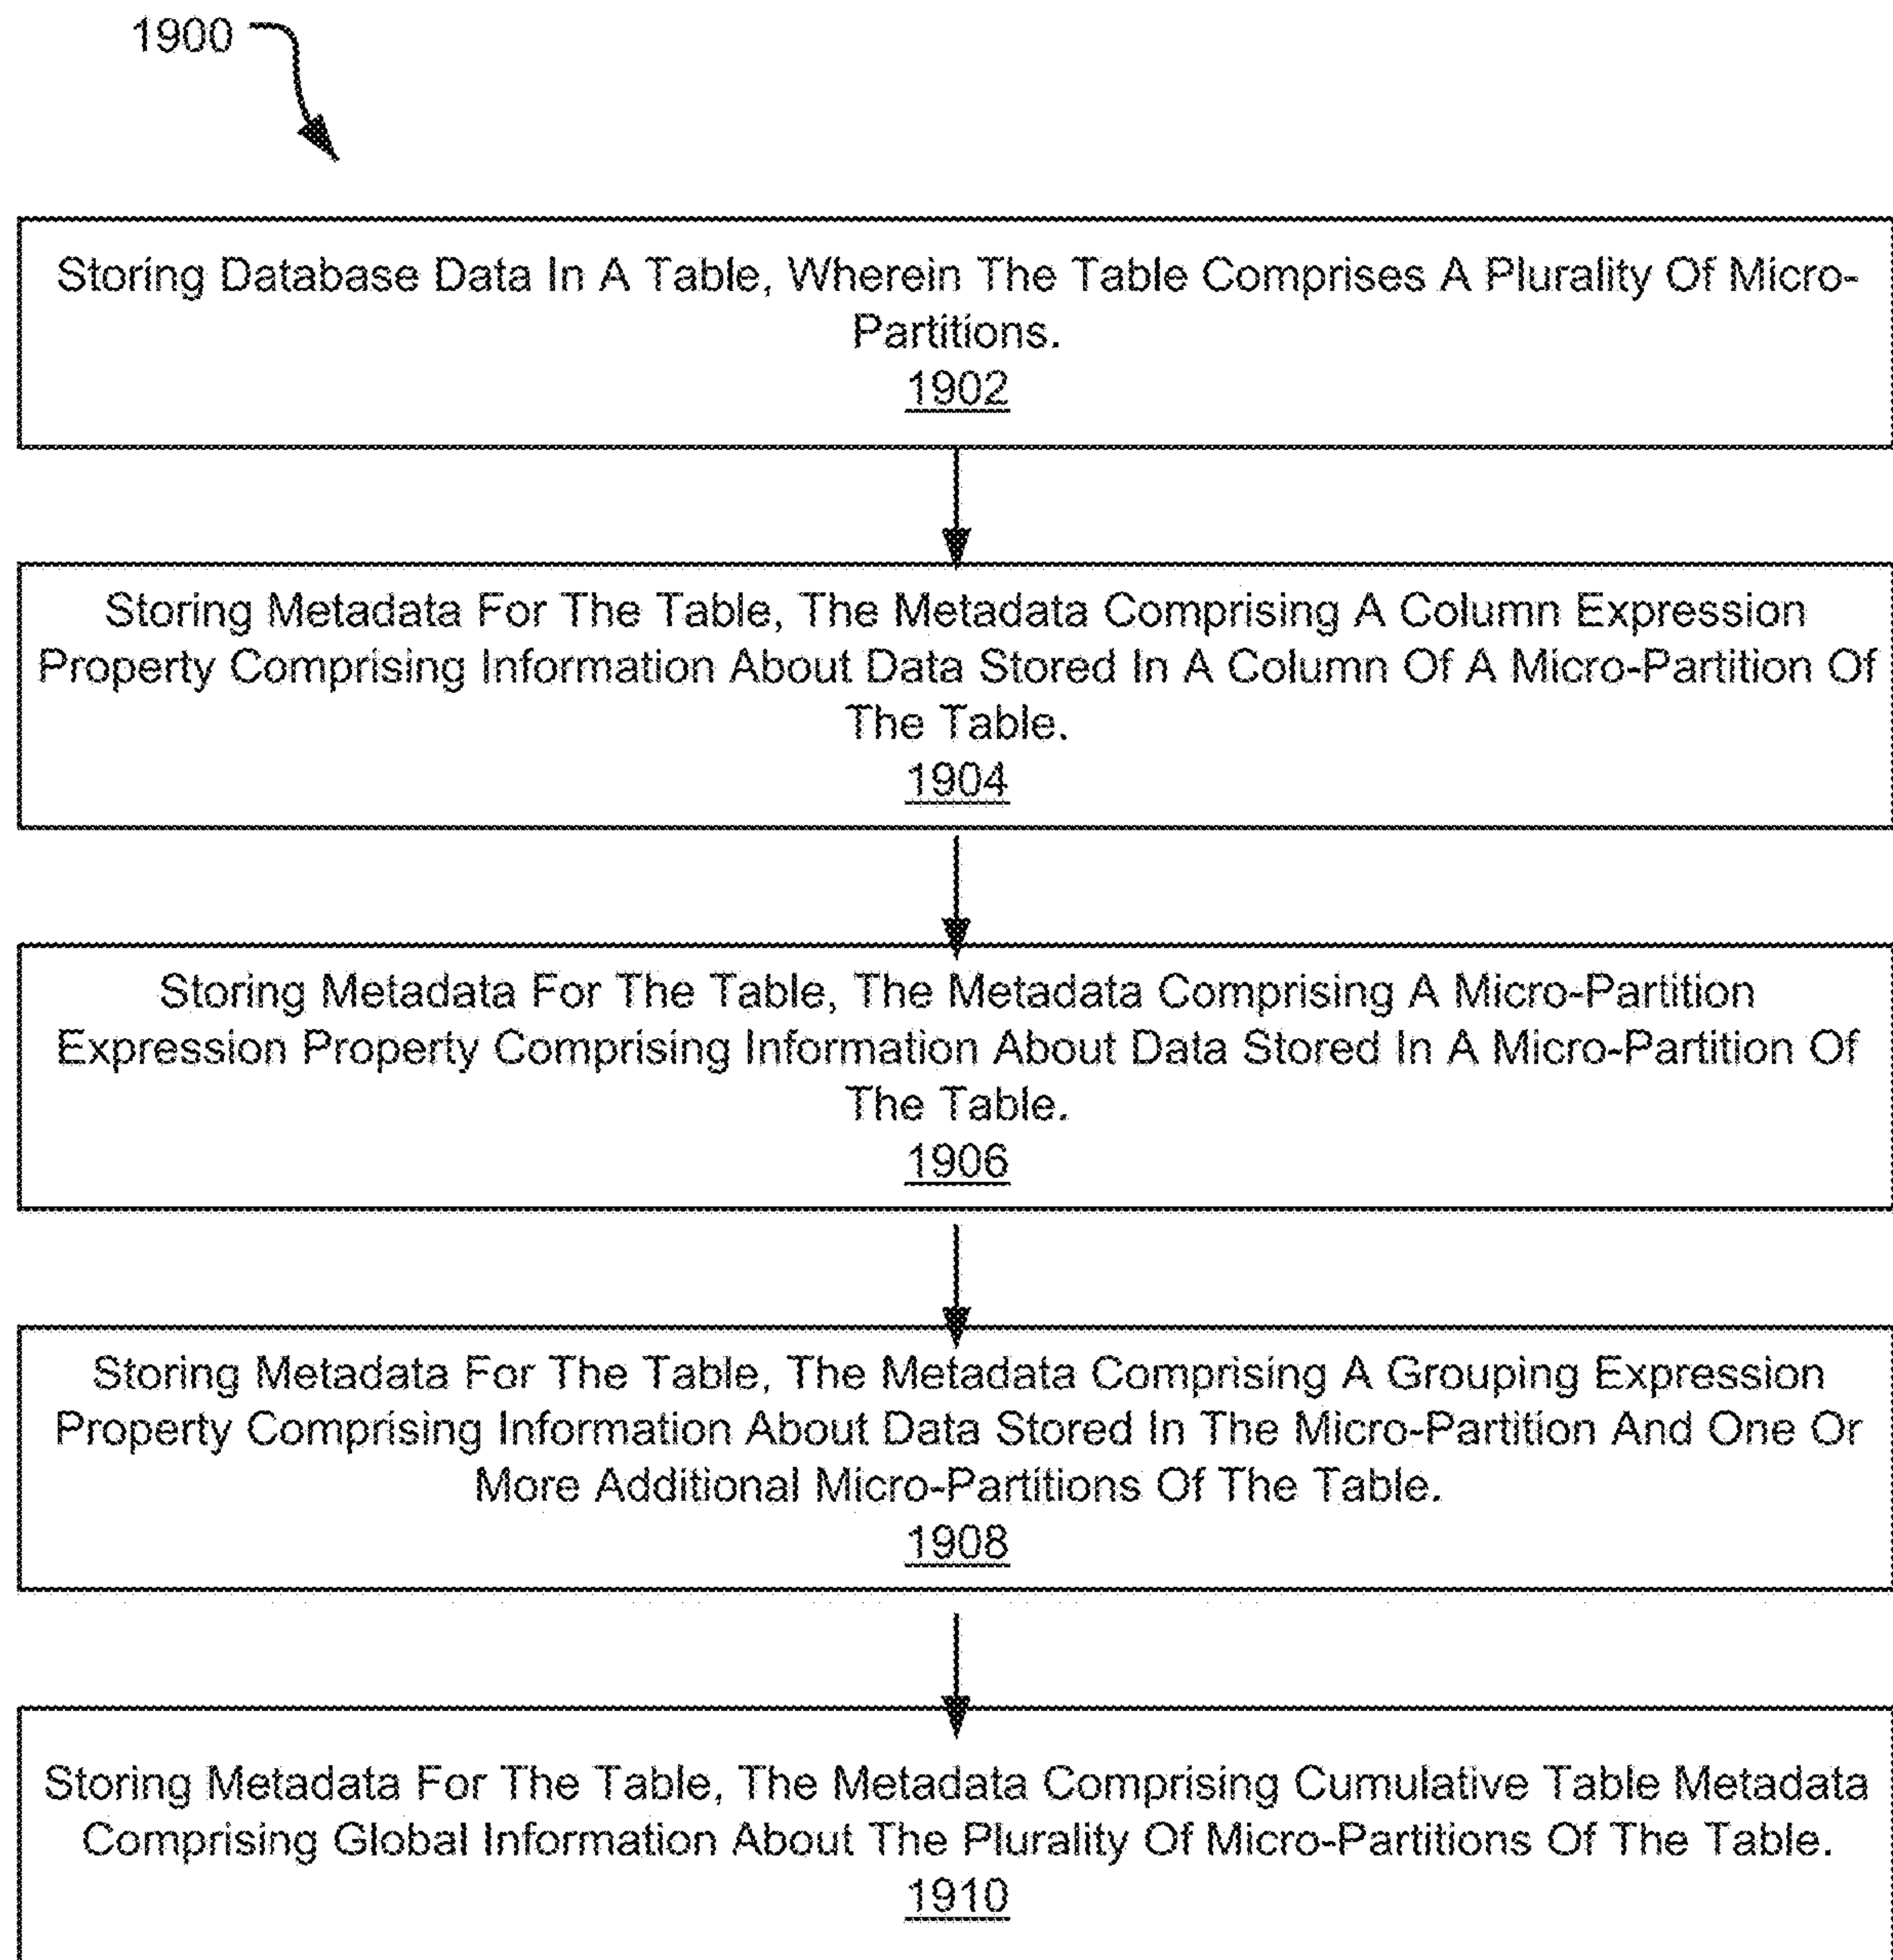 1900
Storing Database Data In A Table, Wherein The Table Comprises A Plurality Of Micro-
Partitions.
1902
Storing Metadata For The Table, The Metadata Comprising A Column Expression
Property Comprising Information About Data Stored In A Column Of A Micro-Partition Of
The Table.
1904
Storing Metadata For The Table, The Metadata Comprising A Micro-Partition
Expression Property Comprising Information About Data Stored In A Micro-Partition Of
The Table.
1906
Storing Metadata For The Table, The Metadata Comprising A Grouping Expression
Property Comprising Information About Data Stored In The Micro-Partition And One Or
More Additional Micro-Partitions Of The Table.
1908
Storing Metadata For The Table, The Metadata Comprising Cumulative Table Metadata
Comprising Global Information About The Plurality Of Micro-Partitions Of The Table.
1910